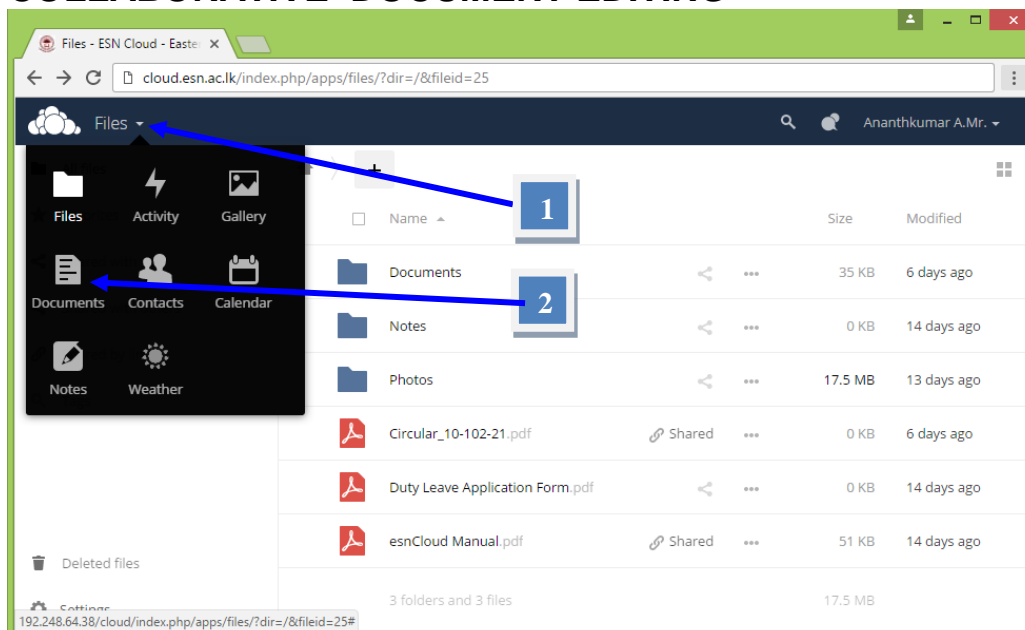 COLLABORATIVE DOCUMENT EDITING
Files - ESN Cloud - Easter
cloud.esn.ac.lk/index.php/apps/files/?dir=/&fileid=25
Files
Ananthkumar A.Mr.
Files Activity Gallery
Documents Contacts Calendar
Notes Weather
1
2
Name Size Modified
Documents 35 KB 6 days ago
Notes 0 KB 14 days ago
Photos 17.5 MB 13 days ago
Circular_10-102-21.pdf Shared 0 KB 6 days ago
Duty Leave Application Form.pdf 0 KB 14 days ago
esnCloud Manual.pdf Shared 51 KB 14 days ago
3 folders and 3 files 17.5 MB
Deleted files
Settings
192.248.64.38/cloud/index.php/apps/files/?dir=/&fileid=25#